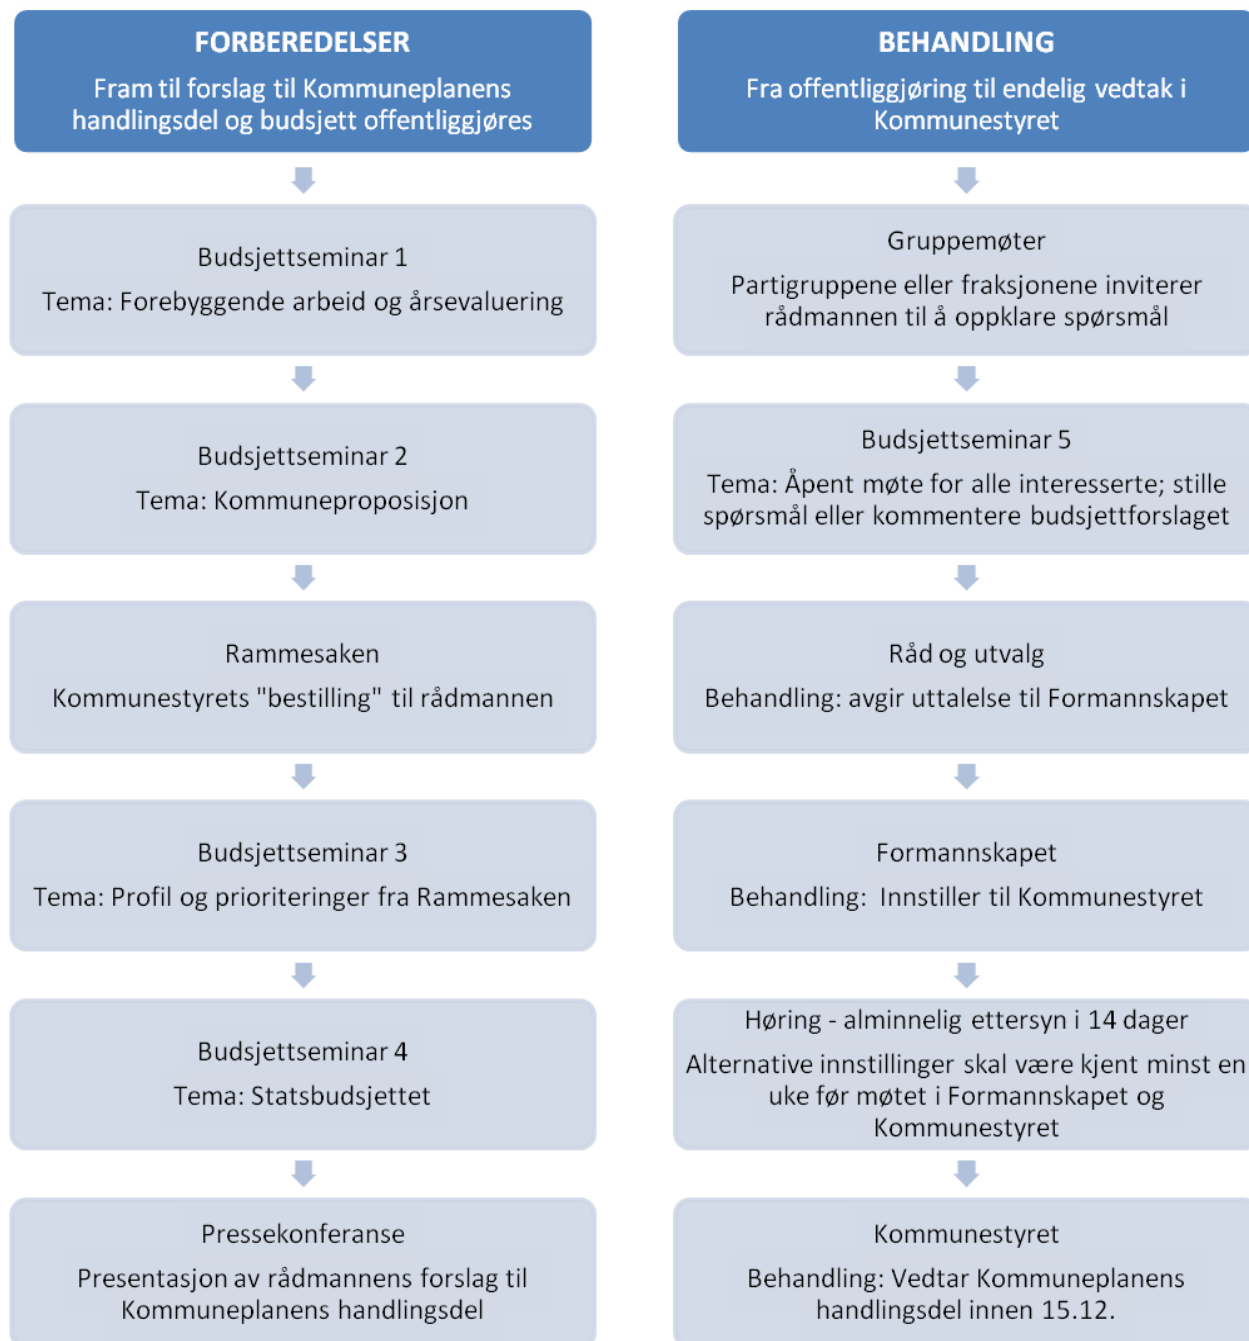 FORBEREDELSER
Fram til forslag til Kommuneplanens
handlingsdel og budsjett offentliggjøres
Budsjettseminar 1
Tema: Forebyggende arbeid og årsevaluering
Budsjettseminar 2
Tema: Kommuneproposisjon
Rammesaken
Kommunestyrets "bestilling" til rådmannen
Budsjettseminar 3
Tema: Profil og prioriteringer fra Rammesaken
Budsjettseminar 4
Tema: Statsbudsjettet
Pressekonferanse
Presentasjon av rådmannens forslag til
Kommuneplanens handlingsdel
BEHANDLING
Fra offentliggjøring til endelig vedtak i
Kommunestyret
Gruppemøter
Partigruppene eller fraksjonene inviterer
rådmannen til å oppklare spørsmål
Budsjettseminar 5
Tema: Åpent møte for alle interesserte; stille
spørsmål eller kommentere budsjettforslaget
Råd og utvalg
Behandling: avgir uttalelse til Formannskapet
Formannskapet
Behandling:  Innstiller til Kommunestyret
Høring - alminnelig ettersyn i 14 dager
Alternative innstillinger skal være kjent minst en
uke før møtet i Formannskapet og
Kommunestyret
Kommunestyret
Behandling: Vedtar Kommuneplanens
handlingsdel innen 15.12.